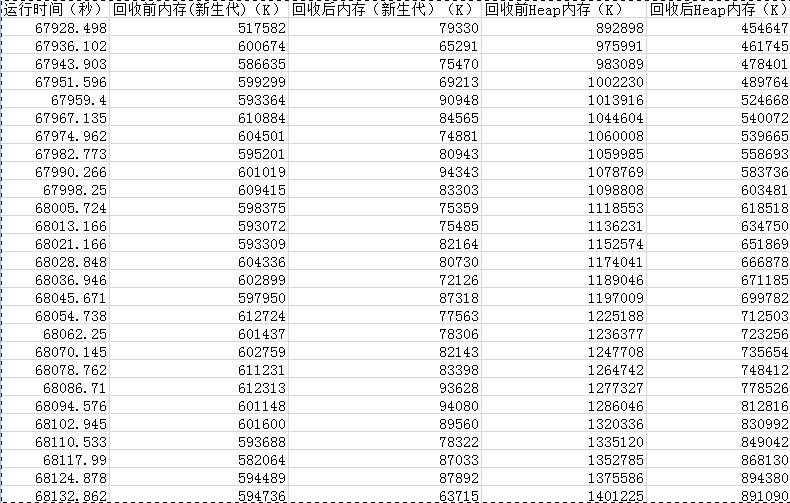 运行时间（秒） 回收前内存(新生代)（K） 回收后内存（新生代）（K） 回收前Heap内存（K） 回收后Heap内存（K）
67928.498 517582 79330 892898 454647
67936.102 600674 65291 975991 461745
67943.903 586635 75470 983089 478401
67951.596 599299 69213 1002230 489764
67959.4 593364 90948 1013916 524668
67967.135 610884 84565 1044604 540072
67974.962 604501 74881 1060008 539665
67982.773 595201 80943 1059985 558693
67990.266 601019 94343 1078769 583736
67998.25 609415 83303 1098808 603481
68005.724 598375 75359 1118553 618518
68013.166 593072 75485 1136231 634750
68021.166 593309 82164 1152574 651869
68028.848 604336 80730 1174041 666878
68036.946 602899 72126 1189046 671185
68045.671 597950 87318 1197009 699782
68054.738 612724 77563 1225188 712503
68062.25 601437 78306 1236377 723256
68070.145 602759 82143 1247708 735654
68078.762 611231 83398 1264742 748412
68086.71 612313 93628 1277327 778526
68094.576 601148 94080 1286046 812816
68102.945 601600 89560 1320336 830992
68110.533 593688 78322 1335120 849042
68117.99 582064 87033 1352785 868130
68124.878 594489 87892 1375586 894380
68132.862 594736 63715 1401225 891090